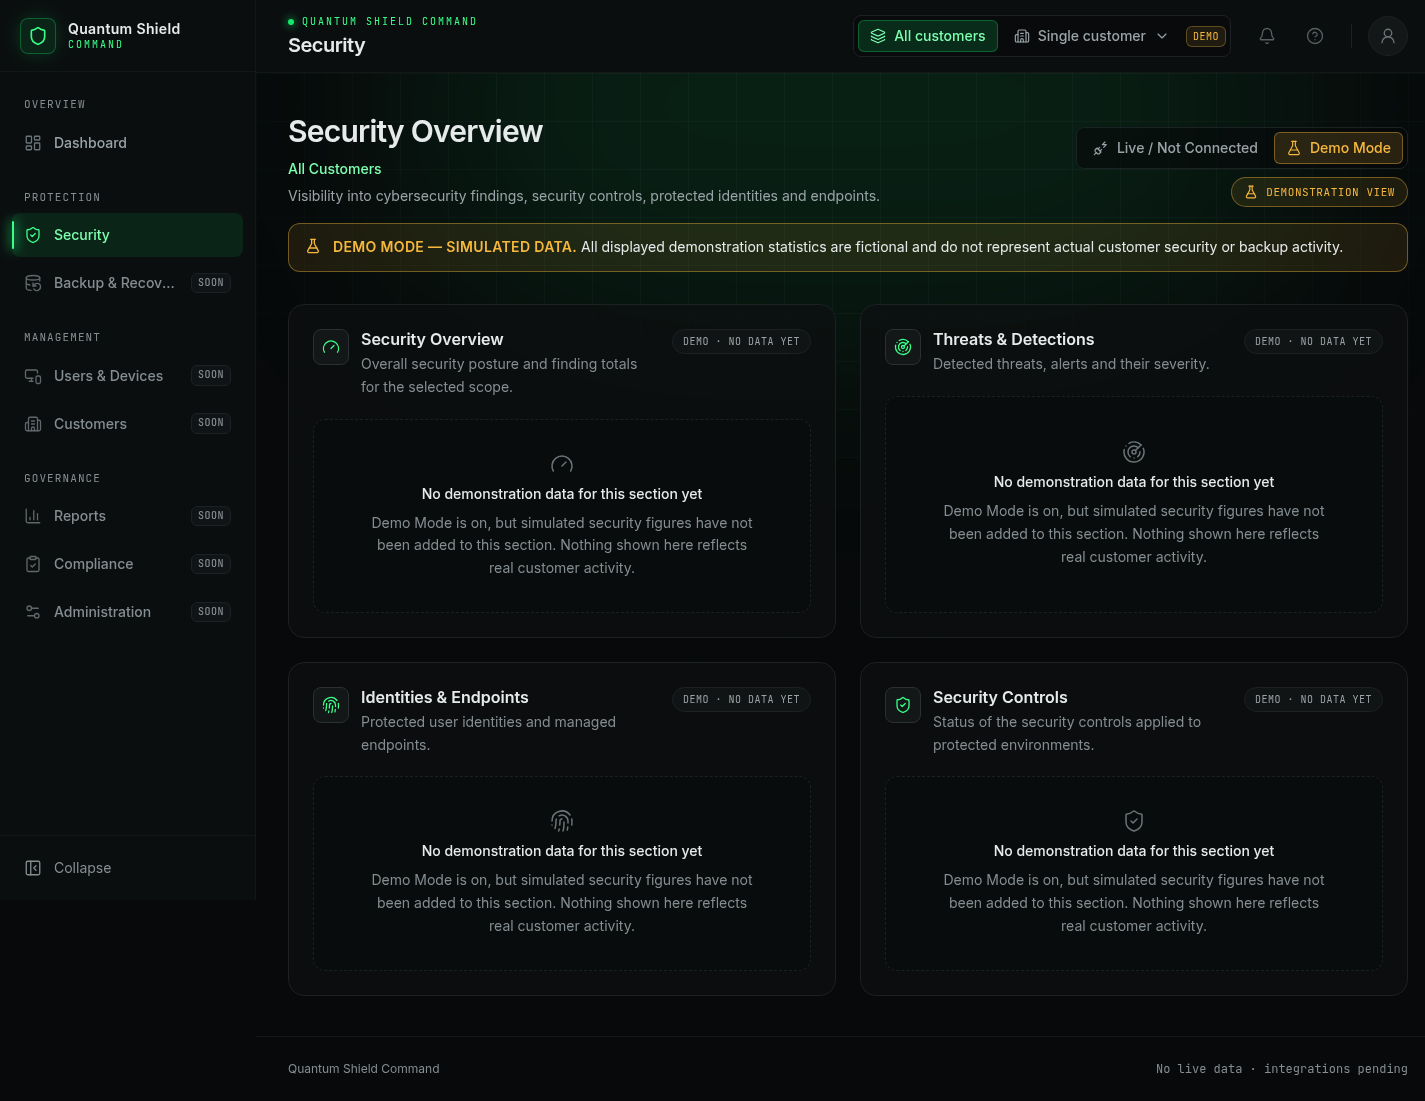 Quantum Shield
COMMAND
OVERVIEW
Dashboard
PROTECTION
Security
Backup & Recov...
SOON
MANAGEMENT
Users & Devices
SOON
Customers
SOON
GOVERNANCE
Reports
SOON
Compliance
SOON
Administration
SOON
Collapse
QUANTUM SHIELD COMMAND
Security
All customers
Single customer
DEMO
Security Overview
All Customers
Visibility into cybersecurity findings, security controls, protected identities and endpoints.
Live / Not Connected
Demo Mode
DEMONSTRATION VIEW
DEMO MODE — SIMULATED DATA. All displayed demonstration statistics are fictional and do not represent actual customer security or backup activity.
Security Overview
DEMO · NO DATA YET
Overall security posture and finding totals
for the selected scope.
No demonstration data for this section yet
Demo Mode is on, but simulated security figures have not
been added to this section. Nothing shown here reflects
real customer activity.
Threats & Detections
DEMO · NO DATA YET
Detected threats, alerts and their severity.
No demonstration data for this section yet
Demo Mode is on, but simulated security figures have not
been added to this section. Nothing shown here reflects
real customer activity.
Identities & Endpoints
DEMO · NO DATA YET
Protected user identities and managed
endpoints.
No demonstration data for this section yet
Demo Mode is on, but simulated security figures have not
been added to this section. Nothing shown here reflects
real customer activity.
Security Controls
DEMO · NO DATA YET
Status of the security controls applied to
protected environments.
No demonstration data for this section yet
Demo Mode is on, but simulated security figures have not
been added to this section. Nothing shown here reflects
real customer activity.
Quantum Shield Command
No live data · integrations pending